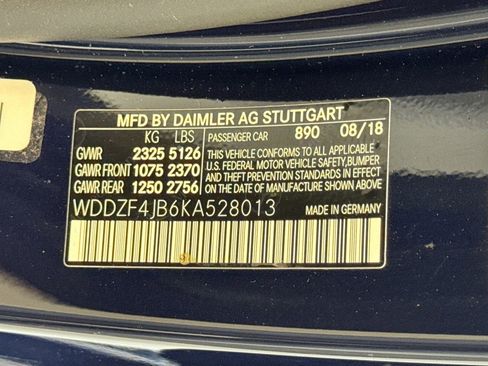 MFD BY DAIMLER AG STUTTGART
KG LBS PASSENGER CAR 890 08/18
GVWR 2325 5126 THIS VEHICLE CONFORMS TO ALL APPLICABLE
GAWR FRONT 1075 2370 U.S. FEDERAL MOTOR VEHICLE SAFETY, BUMPER
GAWR REAR 1250 2756 AND THEFT PREVENTION STANDARDS IN EFFECT
ON THE DATE OF MANUFACTURE SHOWN ABOVE.
WDDZF4JB6KA528013 MADE IN GERMANY